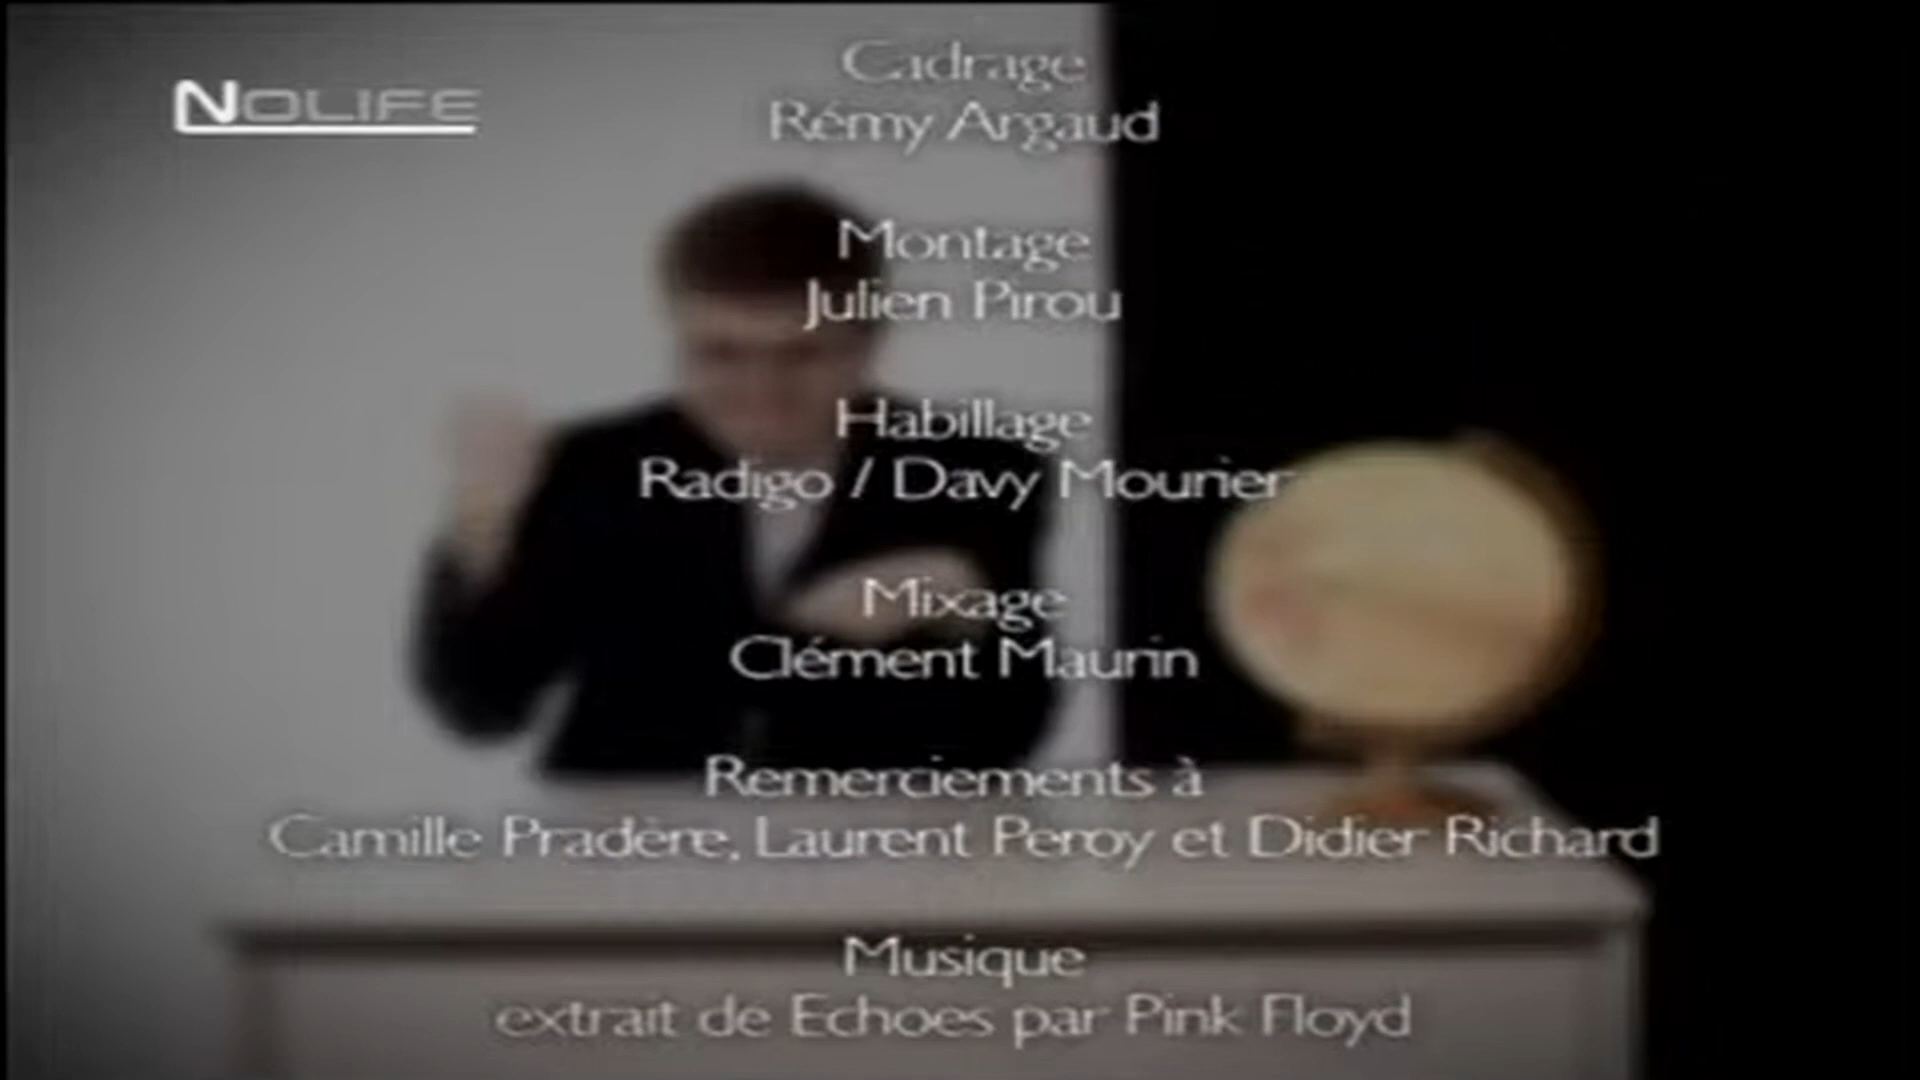 NOLIFE
Cadrage
Rémy Argaud
Montage
Julien Pirou
Habillage
Radigo / Davy Mourier
Mixage
Clément Maurin
Remerciements à
Camille Pradère, Laurent Peroy et Didier Richard
Musique
extrait de Echoes par Pink Floyd